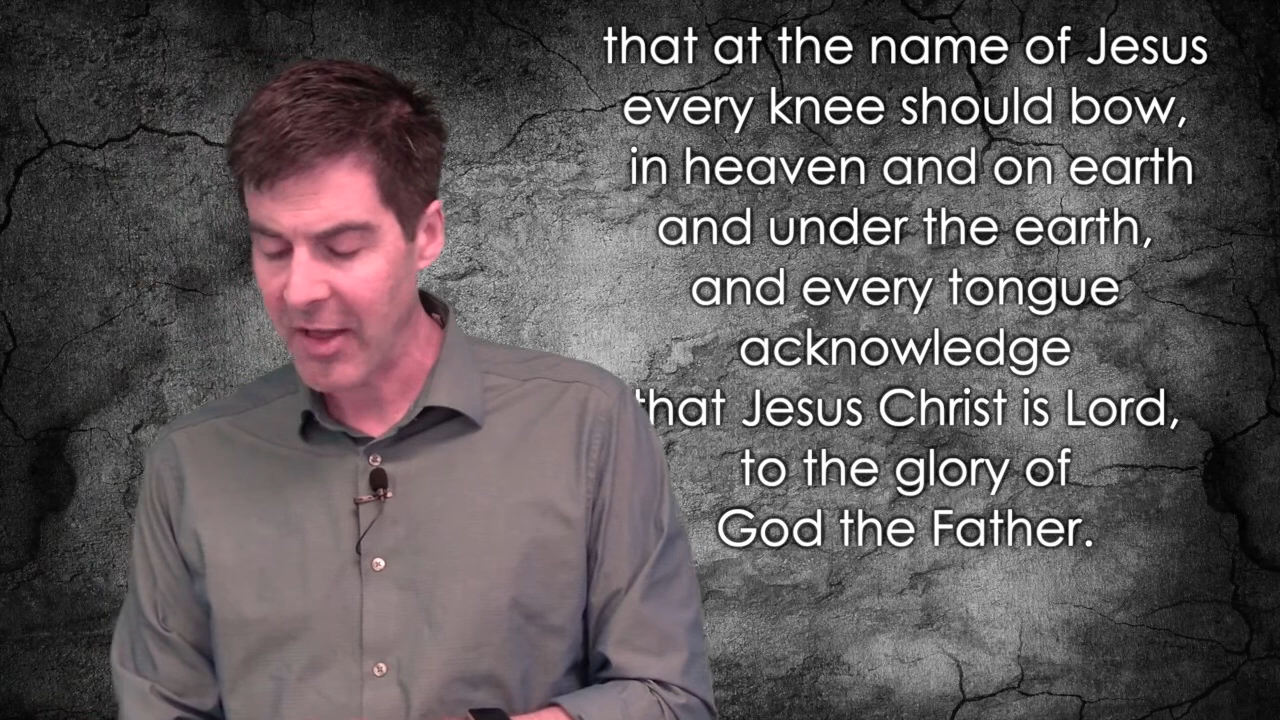 that at the name of Jesus
every knee should bow,
in heaven and on earth
and under the earth,
and every tongue
acknowledge
that Jesus Christ is Lord,
to the glory of
God the Father.